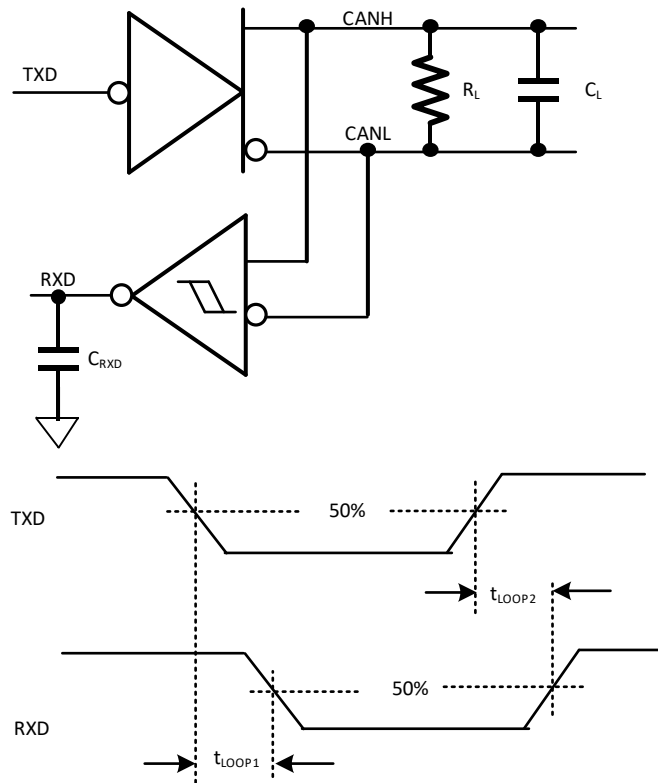 CANH
TXD
R_L
C_L
CANL
RXD
C_RXD
TXD
50%
t_LOOP2
50%
RXD
t_LOOP1